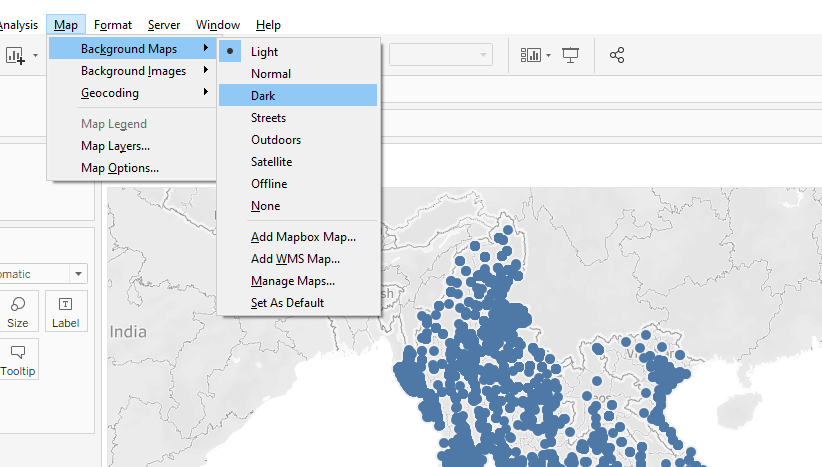 nalysis Map Format Server Window Help
Background Maps
Background Images
Geocoding
Map Legend
Map Layers...
Map Options...
Light
Normal
Dark
Streets
Outdoors
Satellite
Offline
None
Add Mapbox Map...
Add WMS Map...
Manage Maps...
Set As Default
omatic
Size
Label
Tooltip
India
sh